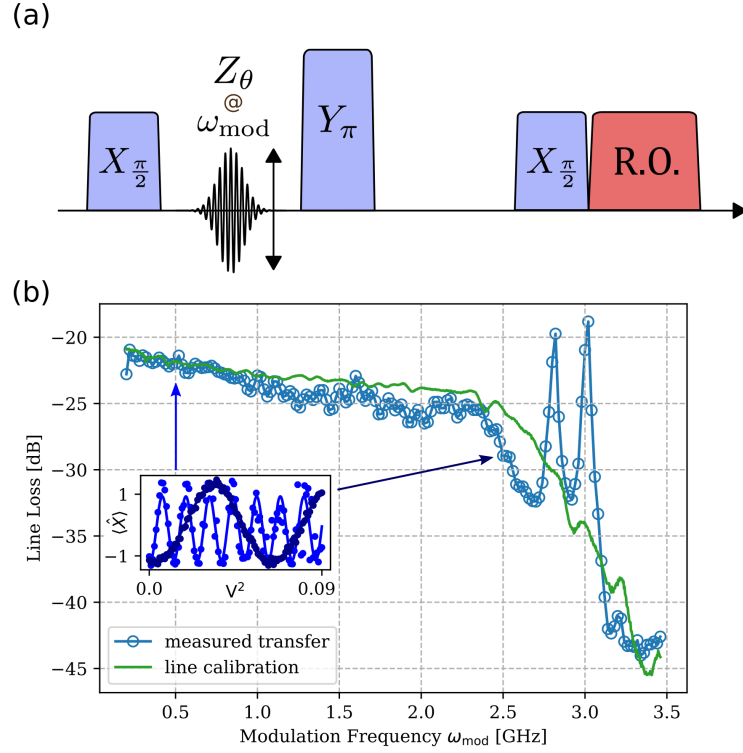 (a)
Z_θ
@
ω_mod
X_π/2
Y_π
X_π/2
R.O.
(b)
−20
−25
−30
−35
−40
−45
Line Loss [dB]
1
−1
⟨X̂⟩
0.0
V²
0.09
measured transfer
line calibration
0.5
1.0
1.5
2.0
2.5
3.0
3.5
Modulation Frequency ω_mod [GHz]